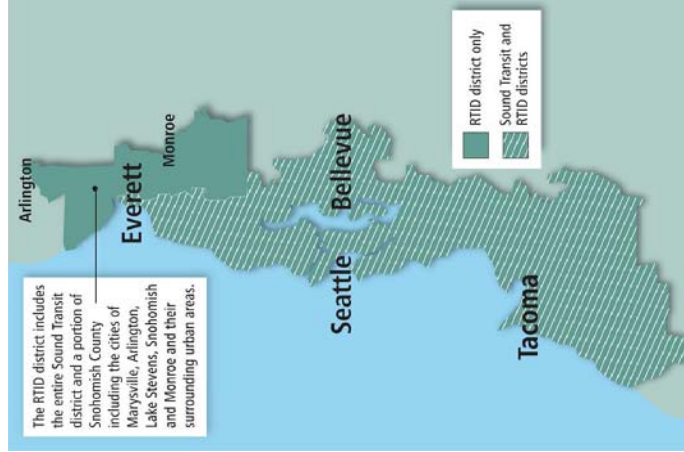 The RTID district includes
the entire Sound Transit
district and a portion of
Snohomish County
including the cities of
Marysville, Arlington,
Lake Stevens, Snohomish
and Monroe and their
surrounding urban areas.
Arlington
Everett
Monroe
Seattle
Bellevue
Tacoma
RTID district only
Sound Transit and
RTID districts